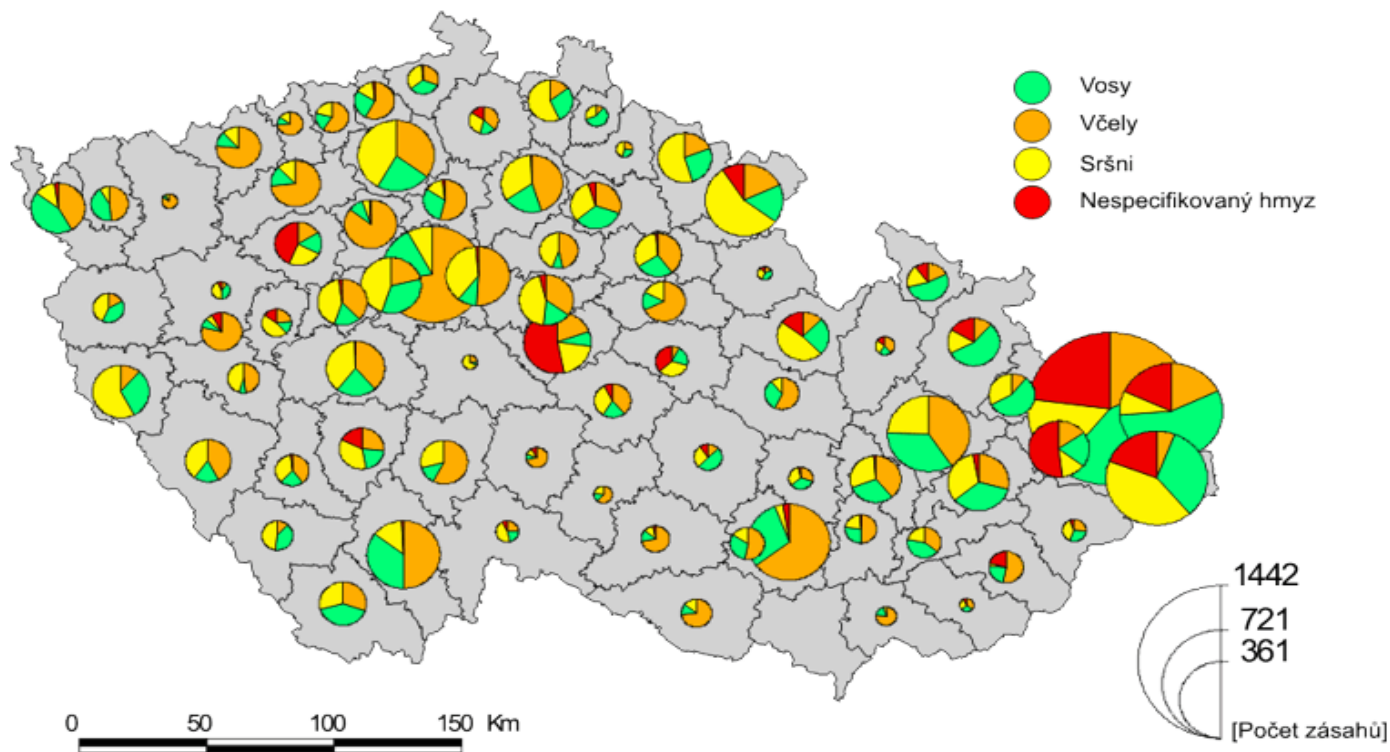 Vosy
Včely
Sršni
Nespecifikovaný hmyz
1442
721
361
[Počet zásahů]
0 50 100 150 Km